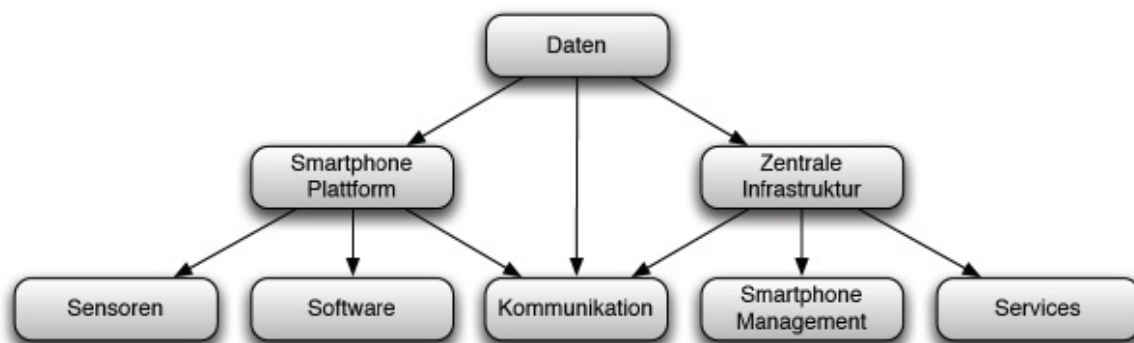 Daten
Smartphone
Plattform
Zentrale
Infrastruktur
Sensoren
Software
Kommunikation
Smartphone
Management
Services